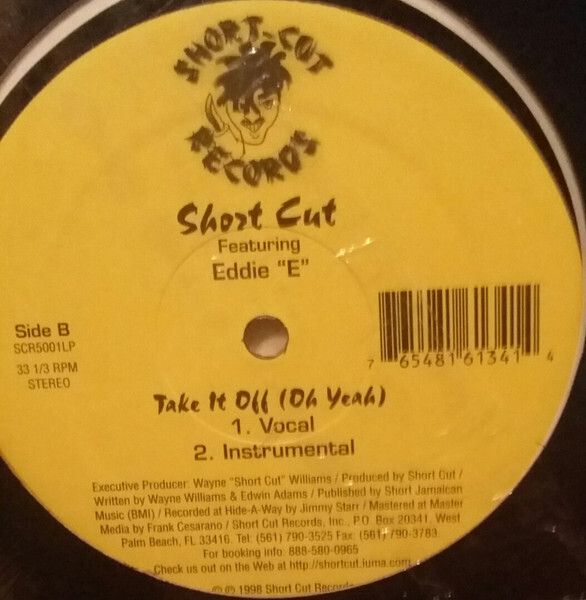 SHORT-CUT
RECORDS
Short Cut
Featuring
Eddie "E"
Side B
SCR5001LP
33 1/3 RPM
STEREO
7 65481 61341 4
Take It Off (Oh Yeah)
1. Vocal
2. Instrumental
Executive Producer: Wayne "Short Cut" Williams / Produced by Short Cut /
Written by Wayne Williams & Edwin Adams / Published by Short Jamaican
Music (BMI) / Recorded at Hide-A-Way by Jimmy Starr / Mastered at Master
Media by Frank Cesarano / Short Cut Records, Inc., P.O. Box 20341, West
Palm Beach, FL 33416. Tel: (561) 790-3525 Fax: (561) 790-3783.
For booking info: 888-580-0965
Check us out on the Web at http://shortcut.iuma.com
℗ © 1998 Short Cut Records